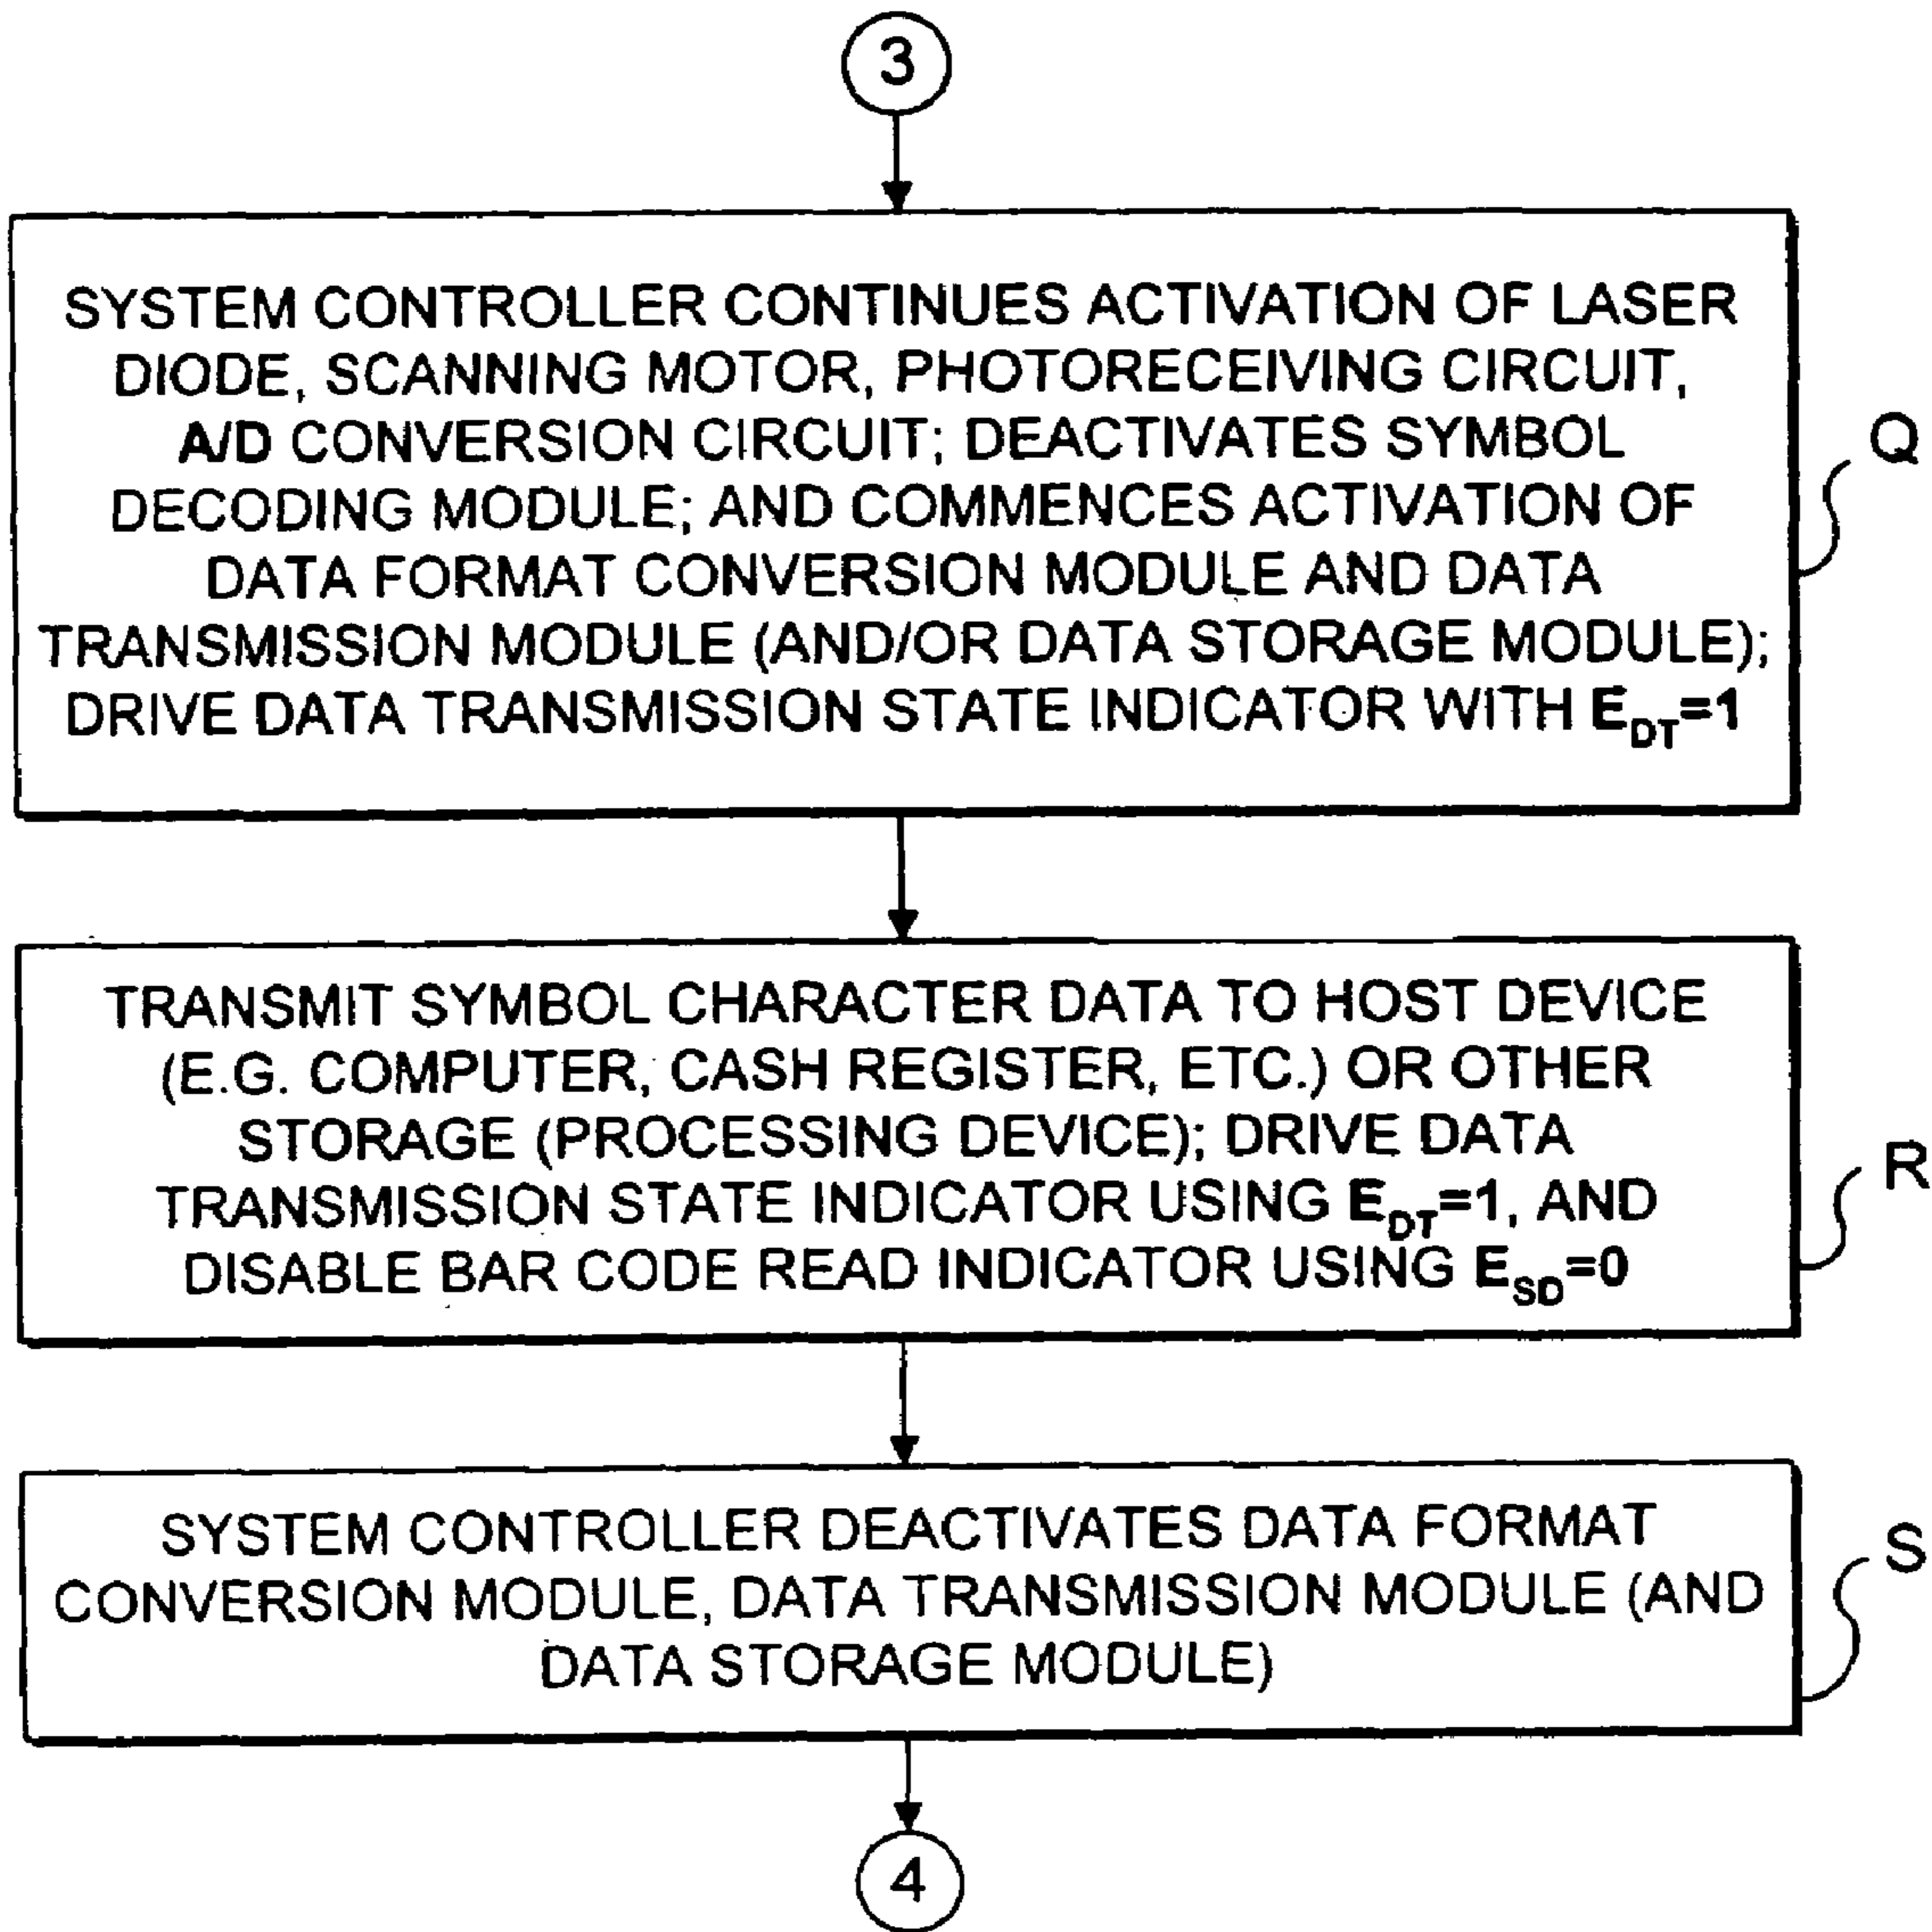 3
SYSTEM CONTROLLER CONTINUES ACTIVATION OF LASER
DIODE, SCANNING MOTOR, PHOTORECEIVING CIRCUIT,
A/D CONVERSION CIRCUIT; DEACTIVATES SYMBOL
DECODING MODULE; AND COMMENCES ACTIVATION OF
DATA FORMAT CONVERSION MODULE AND DATA
TRANSMISSION MODULE (AND/OR DATA STORAGE MODULE);
DRIVE DATA TRANSMISSION STATE INDICATOR WITH E_DT=1
Q
TRANSMIT SYMBOL CHARACTER DATA TO HOST DEVICE
(E.G. COMPUTER, CASH REGISTER, ETC.) OR OTHER
STORAGE (PROCESSING DEVICE); DRIVE DATA
TRANSMISSION STATE INDICATOR USING E_DT=1, AND
DISABLE BAR CODE READ INDICATOR USING E_SD=0
R
SYSTEM CONTROLLER DEACTIVATES DATA FORMAT
CONVERSION MODULE, DATA TRANSMISSION MODULE (AND
DATA STORAGE MODULE)
S
4